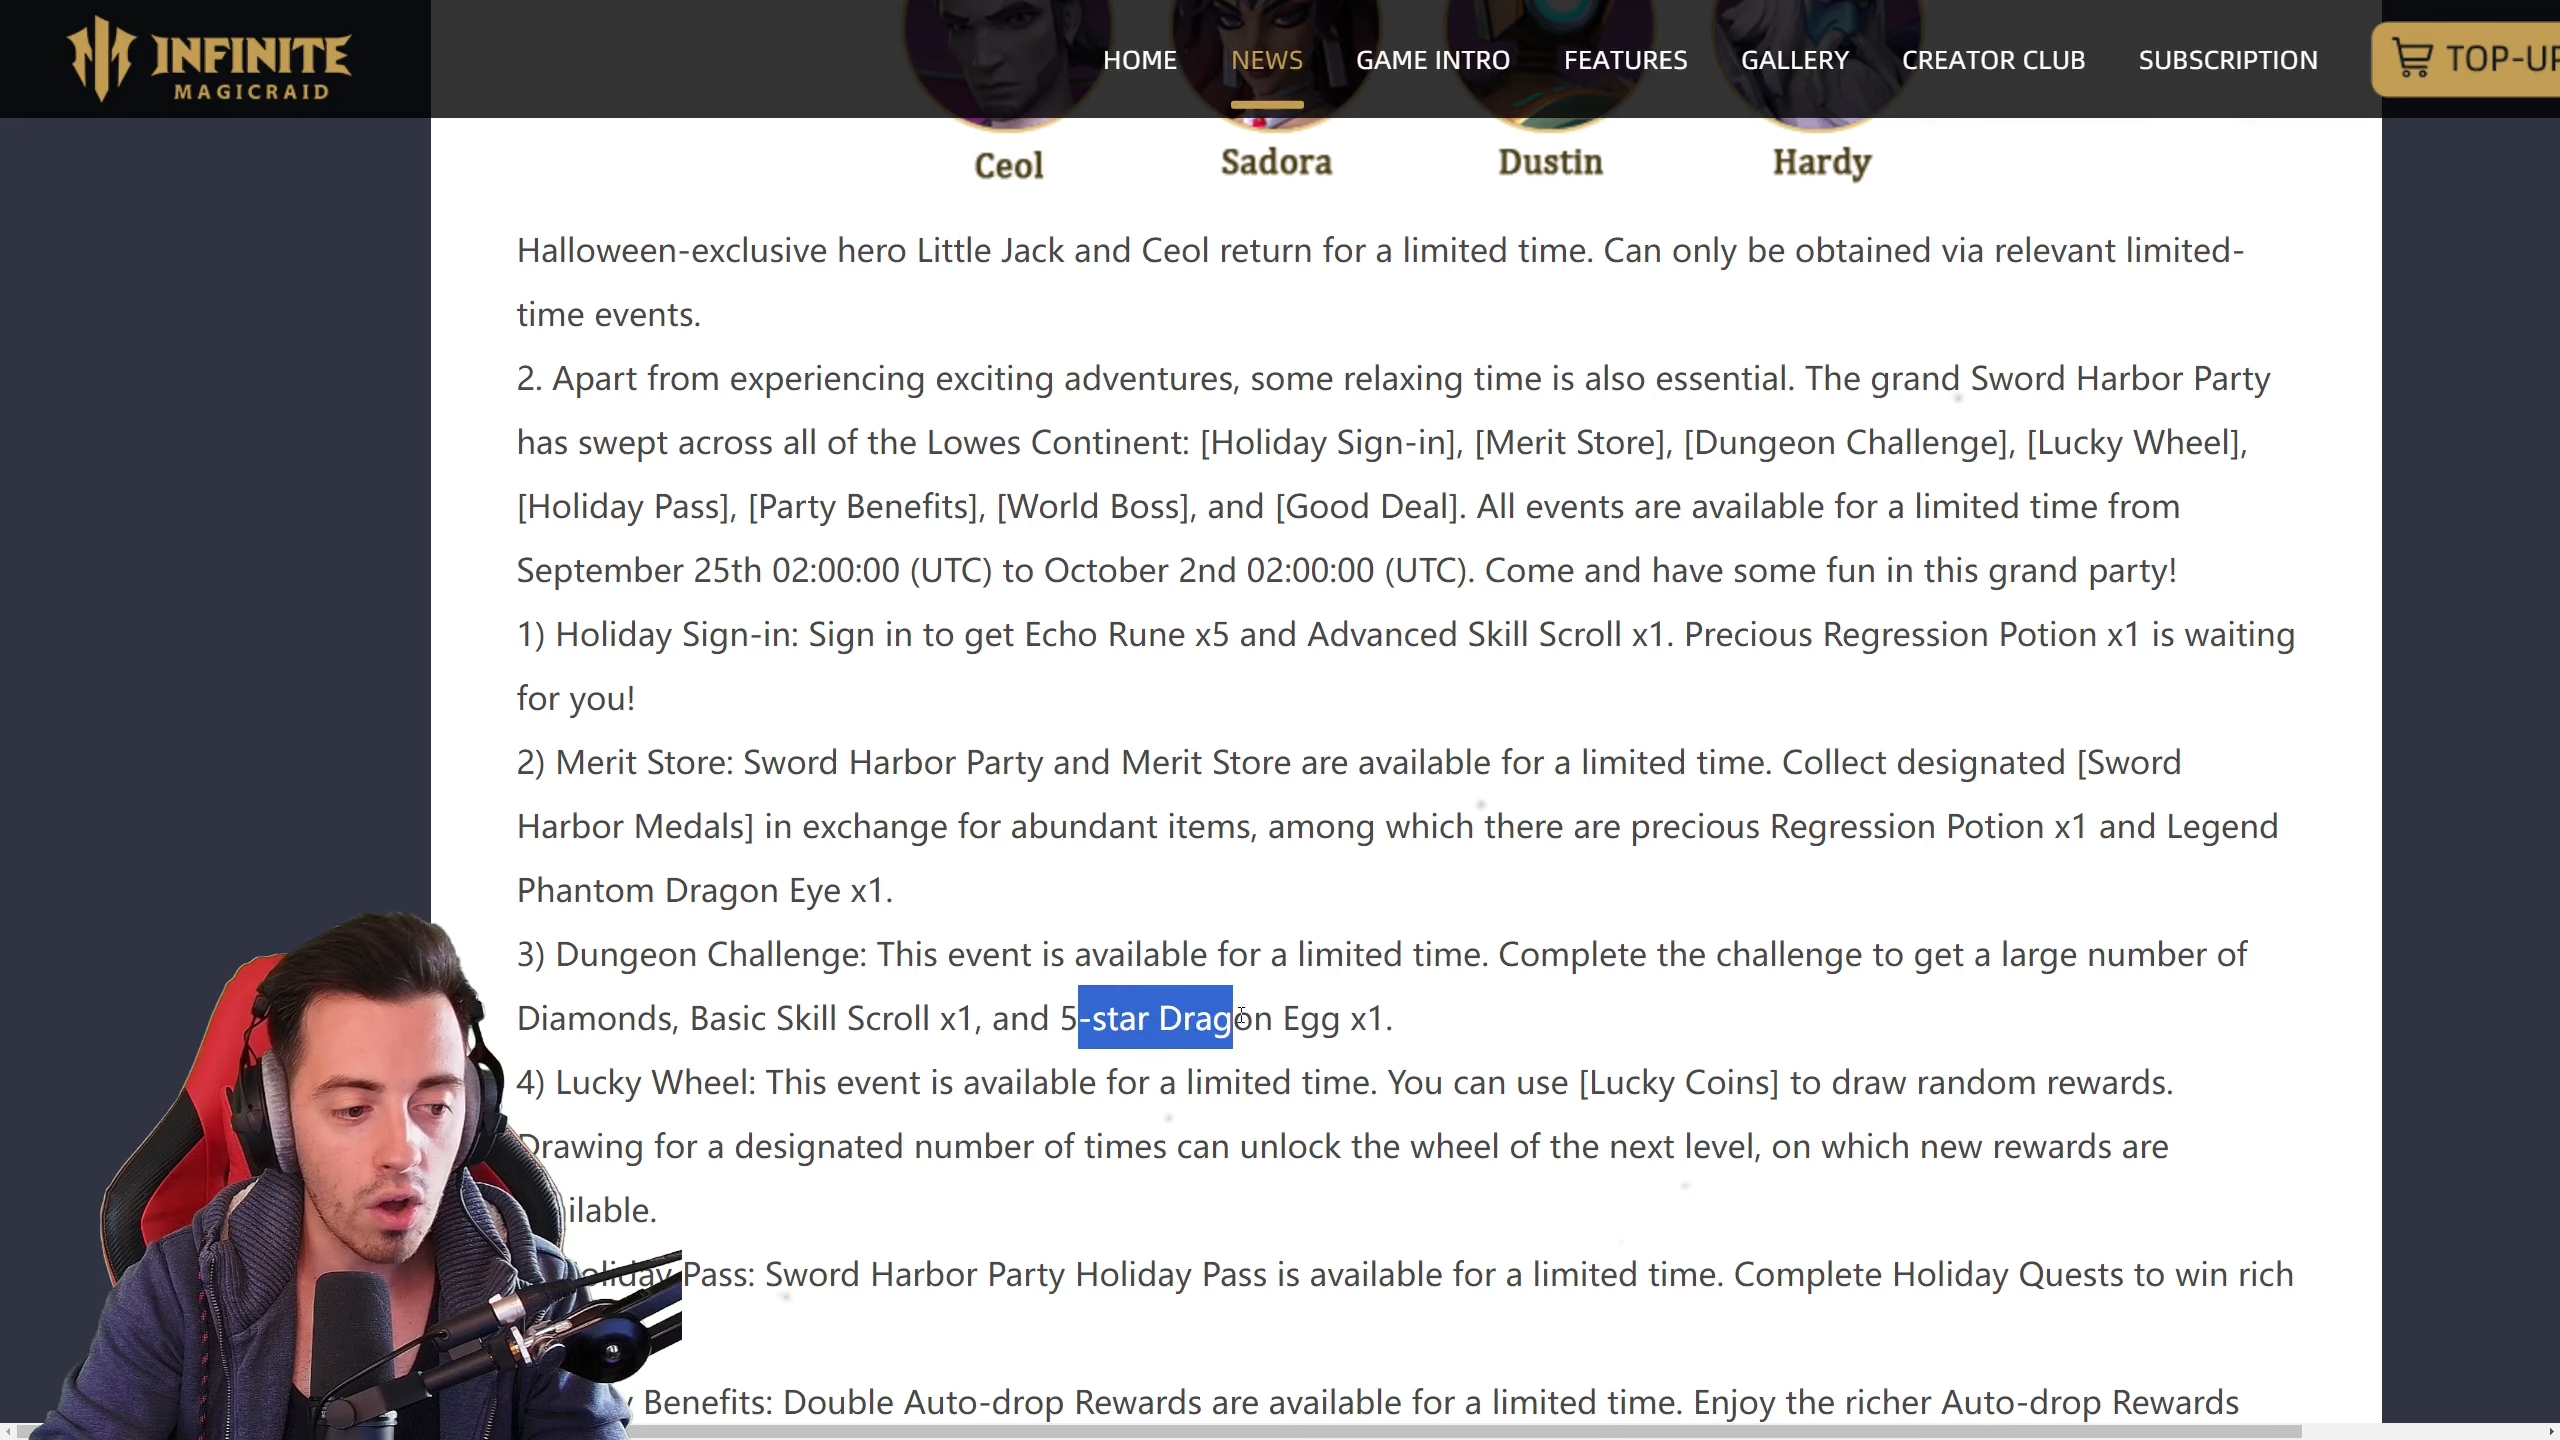 INFINITE
MAGICRAID
HOME NEWS GAME INTRO FEATURES GALLERY CREATOR CLUB SUBSCRIPTION
Ceol Sadora Dustin Hardy
Halloween-exclusive hero Little Jack and Ceol return for a limited time. Can only be obtained via relevant limited-
time events.
2. Apart from experiencing exciting adventures, some relaxing time is also essential. The grand Sword Harbor Party
has swept across all of the Lowes Continent: [Holiday Sign-in], [Merit Store], [Dungeon Challenge], [Lucky Wheel],
[Holiday Pass], [Party Benefits], [World Boss], and [Good Deal]. All events are available for a limited time from
September 25th 02:00:00 (UTC) to October 2nd 02:00:00 (UTC). Come and have some fun in this grand party!
1) Holiday Sign-in: Sign in to get Echo Rune x5 and Advanced Skill Scroll x1. Precious Regression Potion x1 is waiting
for you!
2) Merit Store: Sword Harbor Party and Merit Store are available for a limited time. Collect designated [Sword
Harbor Medals] in exchange for abundant items, among which there are precious Regression Potion x1 and Legend
Phantom Dragon Eye x1.
3) Dungeon Challenge: This event is available for a limited time. Complete the challenge to get a large number of
Diamonds, Basic Skill Scroll x1, and 5-star Dragon Egg x1.
4) Lucky Wheel: This event is available for a limited time. You can use [Lucky Coins] to draw random rewards.
Drawing for a designated number of times can unlock the wheel of the next level, on which new rewards are
ilable.
Holiday Pass: Sword Harbor Party Holiday Pass is available for a limited time. Complete Holiday Quests to win rich
Benefits: Double Auto-drop Rewards are available for a limited time. Enjoy the richer Auto-drop Rewards